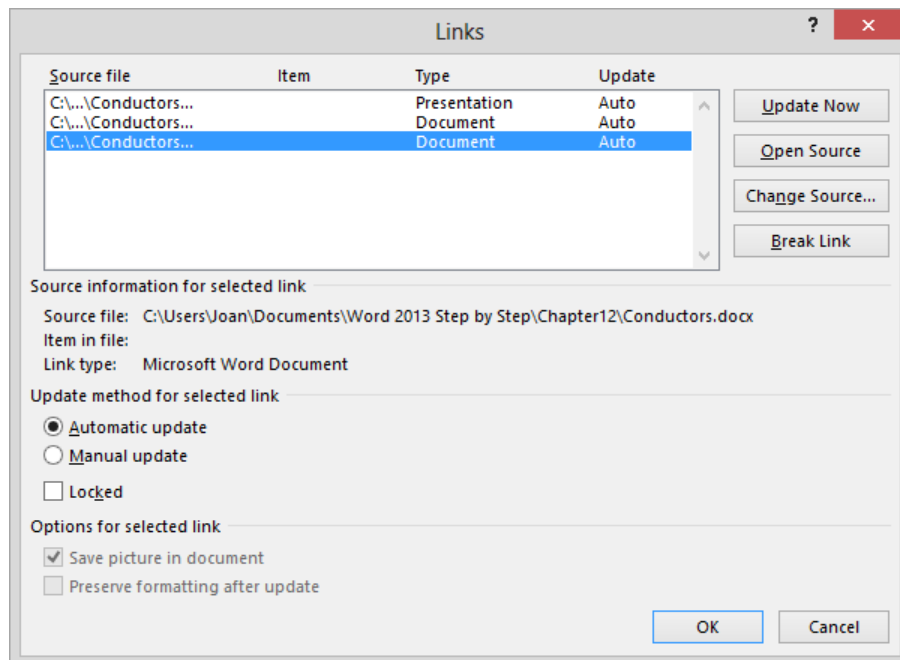 Links
?
Source file Item Type Update
C:\...\Conductors... Presentation Auto
C:\...\Conductors... Document Auto
C:\...\Conductors... Document Auto
Update Now
Open Source
Change Source...
Break Link
Source information for selected link
Source file: C:\Users\Joan\Documents\Word 2013 Step by Step\Chapter12\Conductors.docx
Item in file:
Link type: Microsoft Word Document
Update method for selected link
Automatic update
Manual update
Locked
Options for selected link
Save picture in document
Preserve formatting after update
OK Cancel